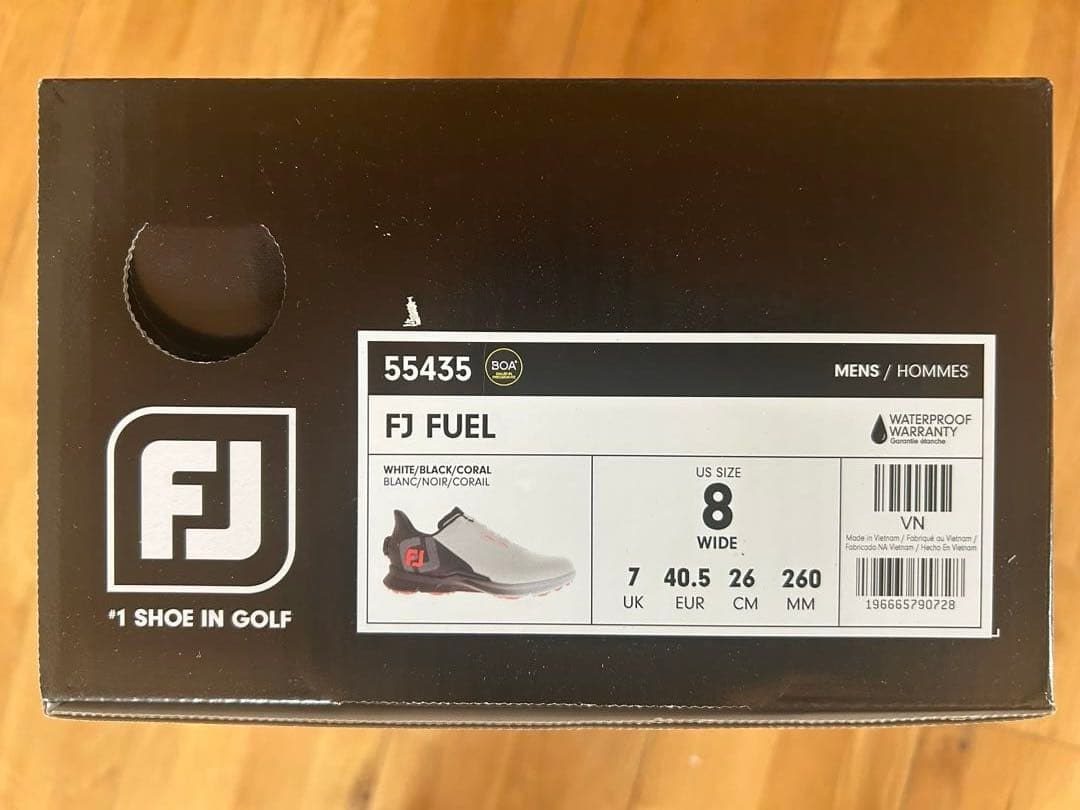 FJ
#1 SHOE IN GOLF
55435 BOA® MENS / HOMMES
FJ FUEL
WATERPROOF
WARRANTY
Garantie étanche
WHITE/BLACK/CORAL
BLANC/NOIR/CORAIL
FJ
US SIZE
8
WIDE
7 40.5 26 260
UK EUR CM MM
VN
Made in Vietnam / Fabriqué au Vietnam /
Fabricado NA Vietnam / Hecho En Vietnam
196665790728